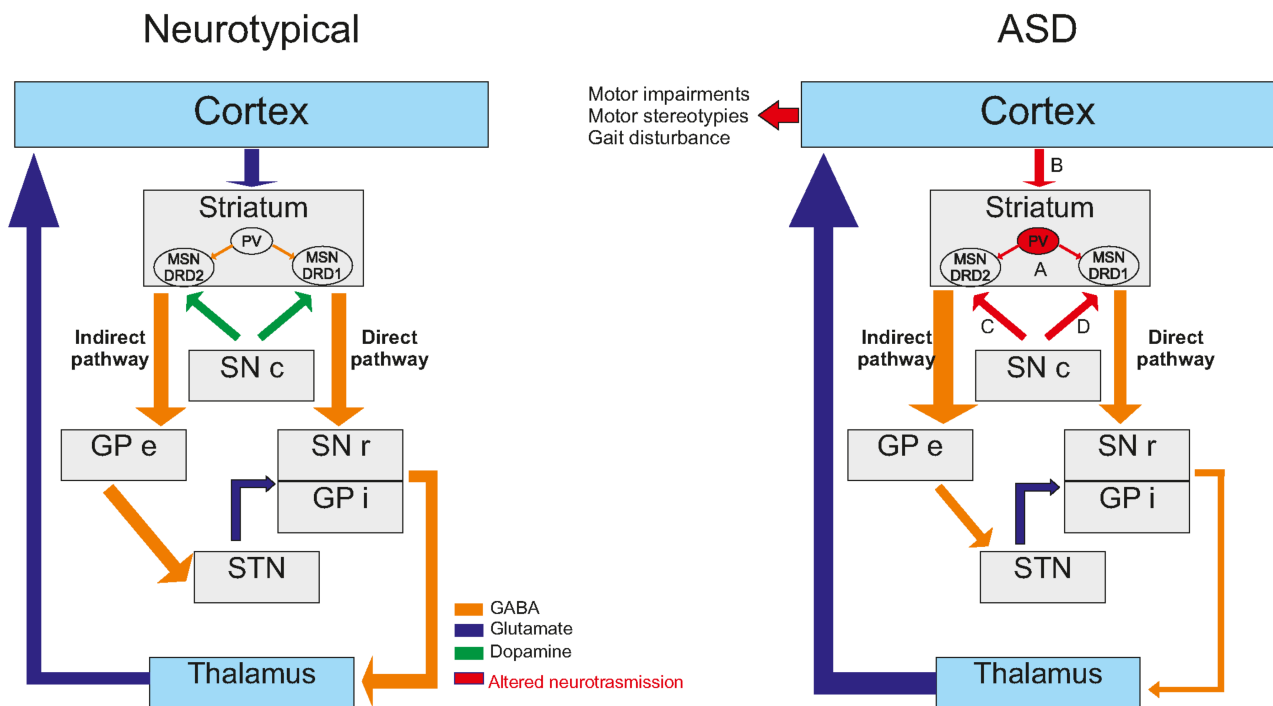 Neurotypical
Cortex
Striatum
PV
MSN
DRD2
MSN
DRD1
Indirect
pathway
Direct
pathway
SN c
GP e
SN r
GP i
STN
Thalamus
GABA
Glutamate
Dopamine
Altered neurotrasmission
ASD
Motor impairments
Motor stereotypies
Gait disturbance
Cortex
B
Striatum
PV
MSN
DRD2
A
MSN
DRD1
C
D
Indirect
pathway
Direct
pathway
SN c
GP e
SN r
GP i
STN
Thalamus